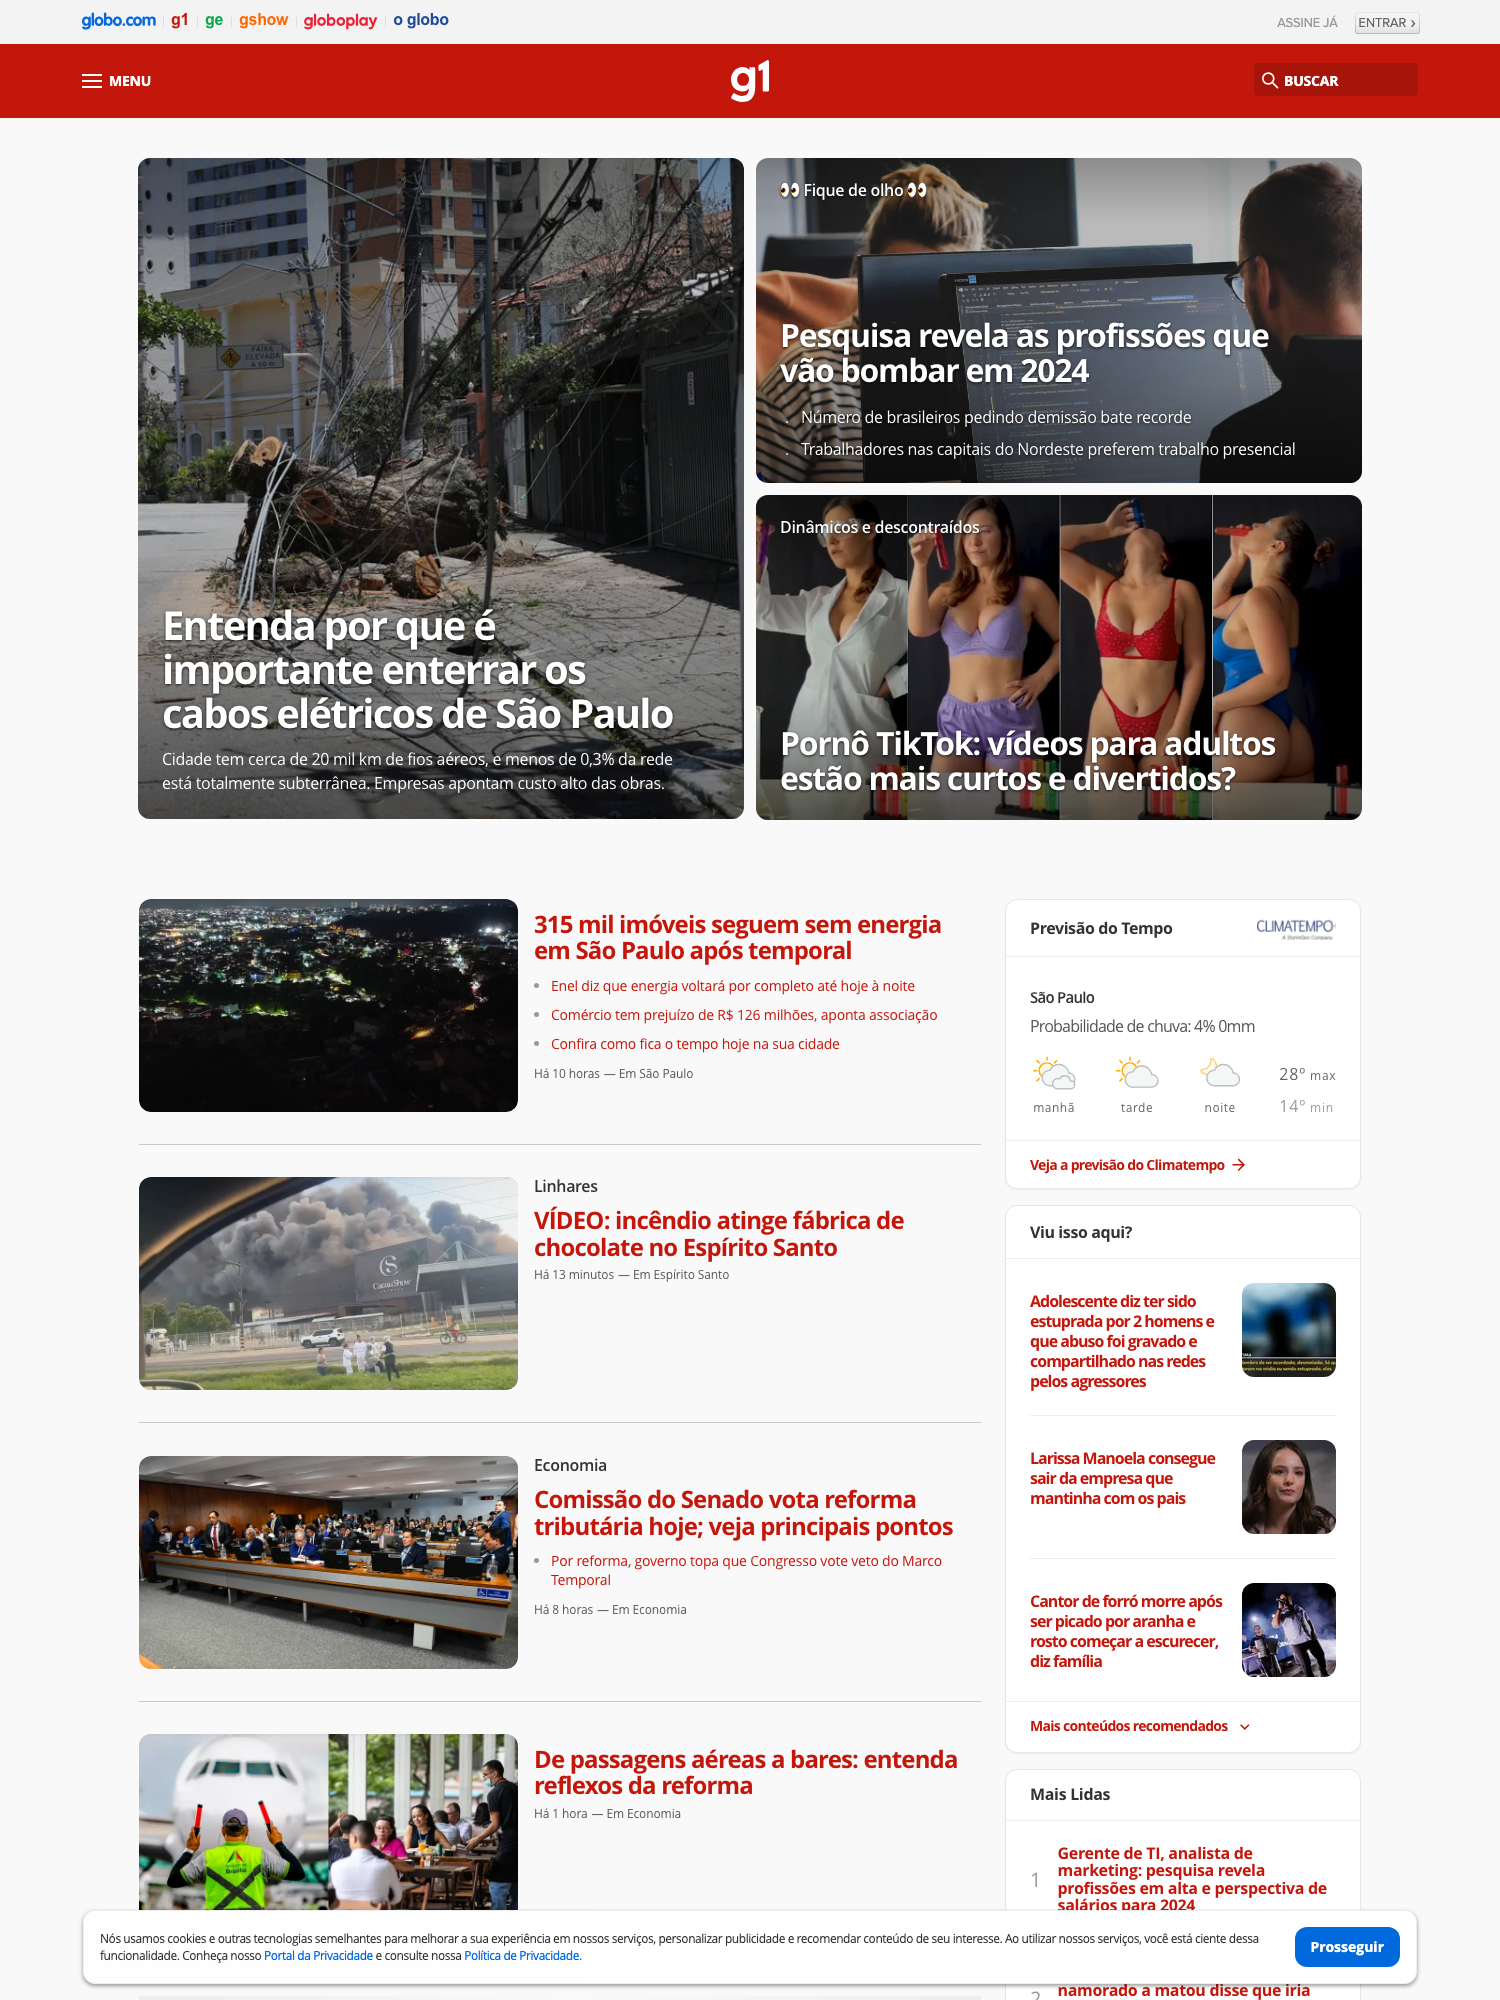 globo.com g1 ge gshow globoplay o globo
ASSINE JÁ ENTRAR ›
MENU
g1
BUSCAR
FAIXA
ELEVADA
A 50 m
Entenda por que é
importante enterrar os
cabos elétricos de São Paulo
Cidade tem cerca de 20 mil km de fios aéreos, e menos de 0,3% da rede
está totalmente subterrânea. Empresas apontam custo alto das obras.
👀 Fique de olho 👀
Pesquisa revela as profissões que
vão bombar em 2024
. Número de brasileiros pedindo demissão bate recorde
. Trabalhadores nas capitais do Nordeste preferem trabalho presencial
Dinâmicos e descontraídos
Pornô TikTok: vídeos para adultos
estão mais curtos e divertidos?
315 mil imóveis seguem sem energia
em São Paulo após temporal
• Enel diz que energia voltará por completo até hoje à noite
• Comércio tem prejuízo de R$ 126 milhões, aponta associação
• Confira como fica o tempo hoje na sua cidade
Há 10 horas — Em São Paulo
Linhares
VÍDEO: incêndio atinge fábrica de
chocolate no Espírito Santo
Há 13 minutos — Em Espírito Santo
CacauShow
Economia
Comissão do Senado vota reforma
tributária hoje; veja principais pontos
• Por reforma, governo topa que Congresso vote veto do Marco
Temporal
Há 8 horas — Em Economia
De passagens aéreas a bares: entenda
reflexos da reforma
Há 1 hora — Em Economia
Previsão do Tempo
CLIMATEMPO
A StormGeo Company
São Paulo
Probabilidade de chuva: 4% 0mm
manhã tarde noite
28º max
14º min
Veja a previsão do Climatempo →
Viu isso aqui?
Adolescente diz ter sido
estuprada por 2 homens e
que abuso foi gravado e
compartilhado nas redes
pelos agressores
Larissa Manoela consegue
sair da empresa que
mantinha com os pais
Cantor de forró morre após
ser picado por aranha e
rosto começar a escurecer,
diz família
Mais conteúdos recomendados
Mais Lidas
1
Gerente de TI, analista de
marketing: pesquisa revela
profissões em alta e perspectiva de
salários para 2024
2
namorado a matou disse que iria
Nós usamos cookies e outras tecnologias semelhantes para melhorar a sua experiência em nossos serviços, personalizar publicidade e recomendar conteúdo de seu interesse. Ao utilizar nossos serviços, você está ciente dessa
funcionalidade. Conheça nosso Portal da Privacidade e consulte nossa Política de Privacidade.
Prosseguir